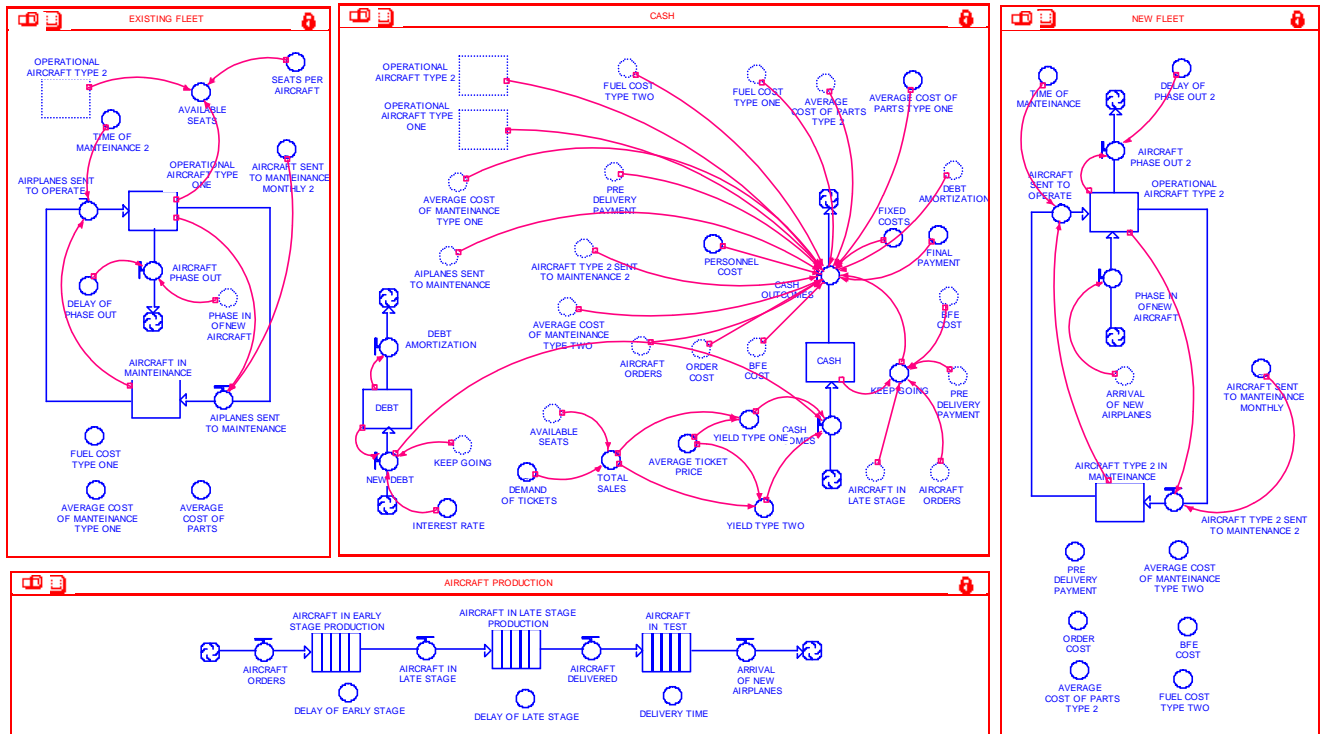 EXISTING FLEET
OPERATIONAL
AIRCRAFT TYPE 2
SEATS PER
AIRCRAFT
AVAILABLE
SEATS
TIME OF
MANTEINANCE 2
OPERATIONAL
AIRCRAFT TYPE
ONE
AIRCRAFT SENT
TO MAINTEINANCE
MONTHLY 2
AIRPLANES SENT
TO OPERATE
AIRCRAFT
PHASE OUT
DELAY OF
PHASE OUT
PHASE IN
OFNEW
AIRCRAFT
AIRCRAFT IN
MAINTEINANCE
AIPLANES SENT
TO MAINTENANCE
FUEL COST
TYPE ONE
AVERAGE COST
OF MANTEINANCE
TYPE ONE
AVERAGE
COST OF
PARTS
CASH
OPERATIONAL
AIRCRAFT TYPE 2
OPERATIONAL
AIRCRAFT TYPE
ONE
FUEL COST
TYPE TWO
FUEL COST
TYPE ONE
AVERAGE
COST OF PARTS
TYPE 2
AVERAGE COST OF
PARTS TYPE ONE
AVERAGE COST
OF MANTEINANCE
TYPE ONE
PRE
DELIVERY
PAYMENT
DEBT
AMORTIZATION
FIXED
COSTS
AIPLANES SENT
TO MAINTENANCE
AIRCRAFT TYPE 2 SENT
TO MAINTENANCE 2
PERSONNEL
COST
FINAL
PAYMENT
CASH
OUTCOMES
AVERAGE COST
OF MANTEINANCE
TYPE TWO
BFE
COST
DEBT
AMORTIZATION
AIRCRAFT
ORDERS
ORDER
COST
BFE
COST
CASH
KEEP GOING
PRE
DELIVERY
PAYMENT
DEBT
AVAILABLE
SEATS
YIELD TYPE ONE
CASH
OMES
KEEP GOING
AVERAGE TICKET
PRICE
NEW DEBT
DEMAND
OF TICKETS
TOTAL
SALES
AIRCRAFT IN
LATE STAGE
AIRCRAFT
ORDERS
INTEREST RATE
YIELD TYPE TWO
NEW FLEET
TIME OF
MANTEINANCE
DELAY OF
PHASE OUT 2
AIRCRAFT
PHASE OUT 2
AIRCRAFT
SENT TO
OPERATE
OPERATIONAL
AIRCRAFT TYPE 2
PHASE IN
OFNEW
AIRCRAFT
ARRIVAL
OF NEW
AIRPLANES
AIRCRAFT SENT
TO MANTEINANCE
MONTHLY
AIRCRAFT TYPE 2 IN
MAINTEINANCE
AIRCRAFT TYPE 2 SENT
TO MAINTENANCE 2
PRE
DELIVERY
PAYMENT
AVERAGE COST
OF MANTEINANCE
TYPE TWO
ORDER
COST
BFE
COST
AVERAGE
COST OF PARTS
TYPE 2
FUEL COST
TYPE TWO
AIRCRAFT PRODUCTION
AIRCRAFT IN EARLY
STAGE PRODUCTION
AIRCRAFT IN LATE STAGE
PRODUCTION
AIRCRAFT
IN TEST
AIRCRAFT
ORDERS
AIRCRAFT IN
LATE STAGE
AIRCRAFT
DELIVERED
ARRIVAL
OF NEW
AIRPLANES
DELAY OF EARLY STAGE
DELAY OF LATE STAGE
DELIVERY TIME